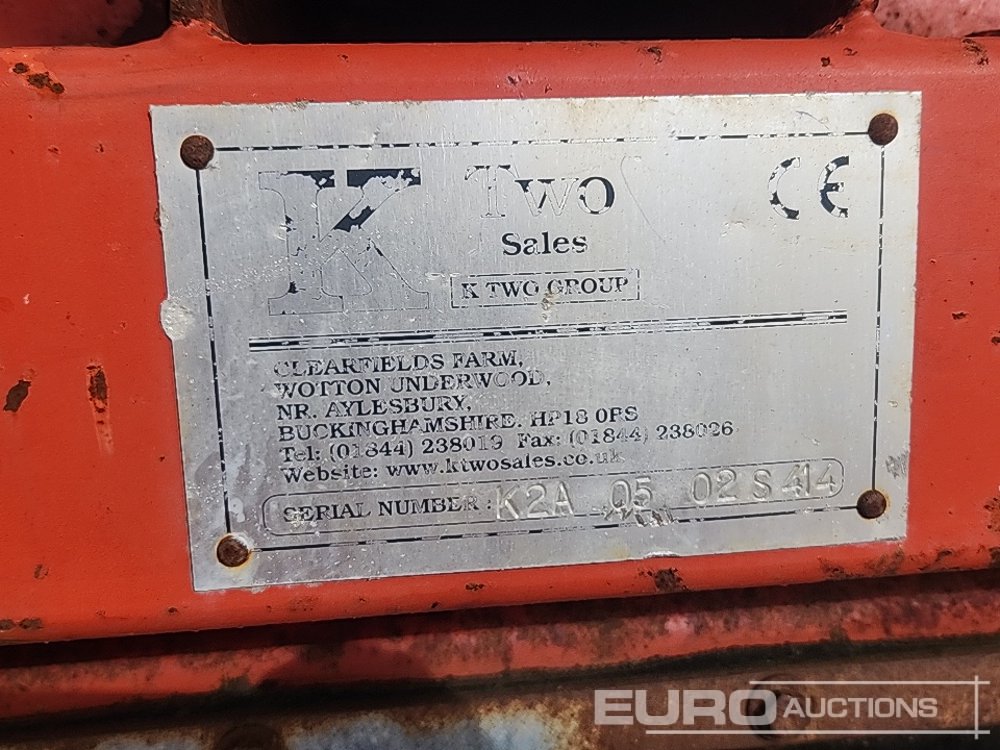 K Two
Sales
K TWO GROUP
CE
CLEARFIELDS FARM,
WOTTON UNDERWOOD,
NR. AYLESBURY,
BUCKINGHAMSHIRE. HP18 0RS
Tel: (01844) 238019 Fax: (01844) 238026
Website: www.ktwosales.co.uk
SERIAL NUMBER: K2A 05 02 S 414
EURO AUCTIONS